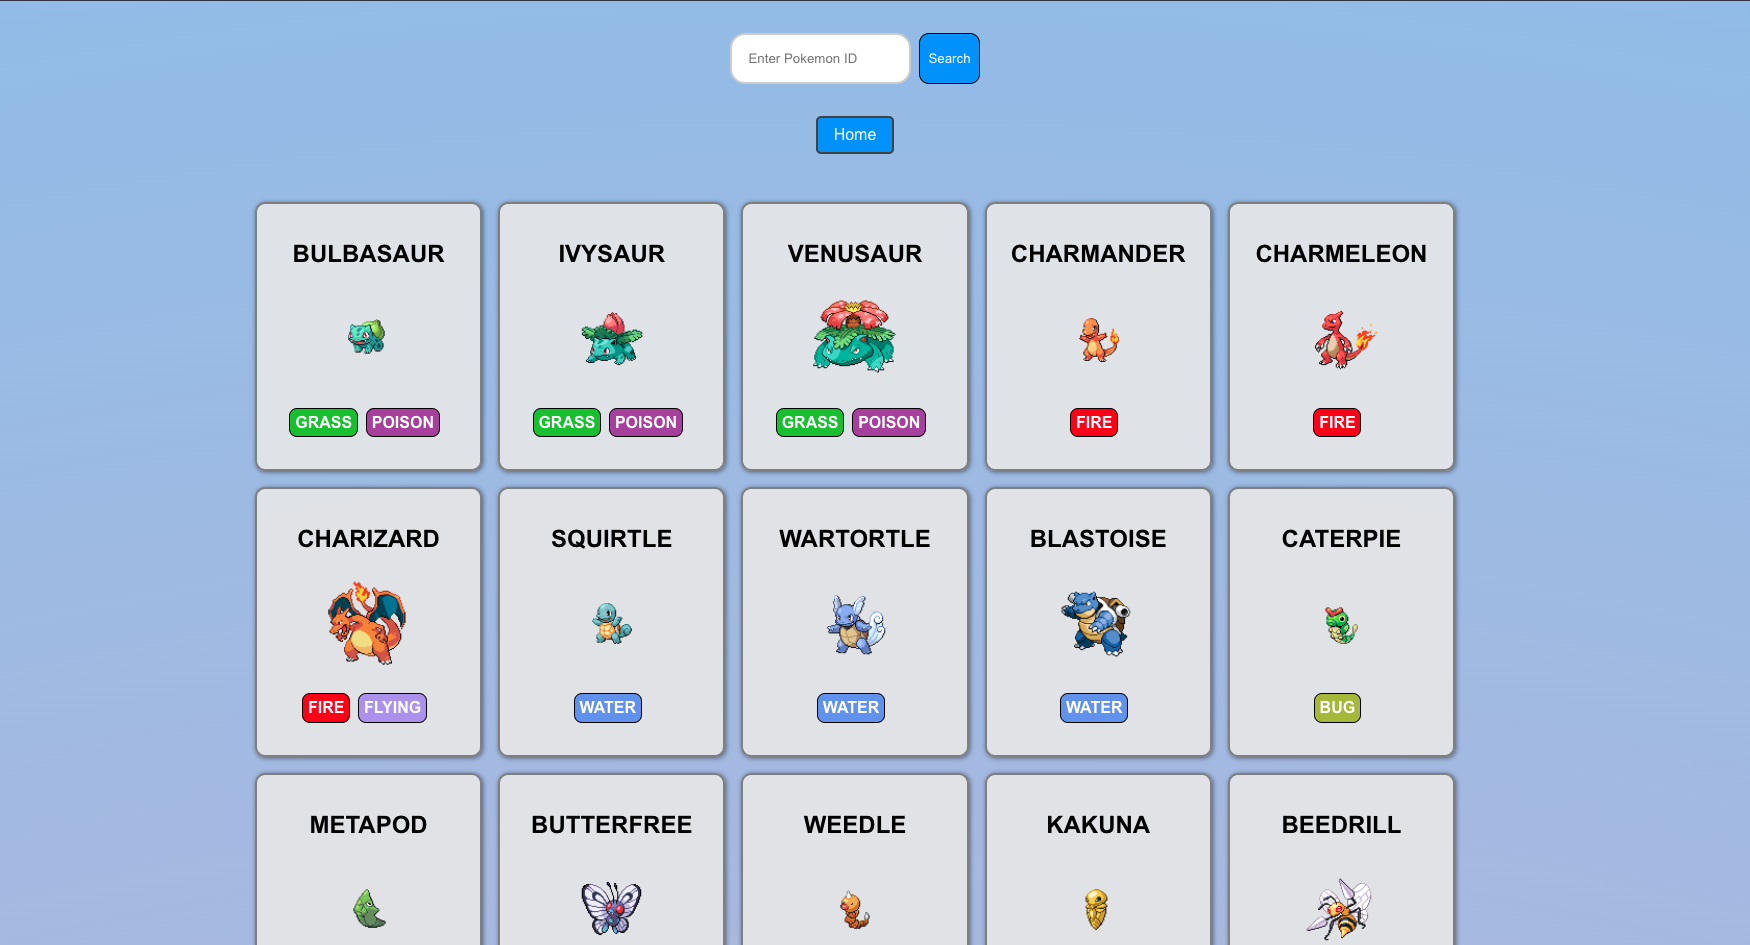 Enter Pokemon ID
Search
Home
BULBASAUR
IVYSAUR
VENUSAUR
CHARMANDER
CHARMELEON
GRASS POISON
GRASS POISON
GRASS POISON
FIRE
FIRE
CHARIZARD
SQUIRTLE
WARTORTLE
BLASTOISE
CATERPIE
FIRE FLYING
WATER
WATER
WATER
BUG
METAPOD
BUTTERFREE
WEEDLE
KAKUNA
BEEDRILL